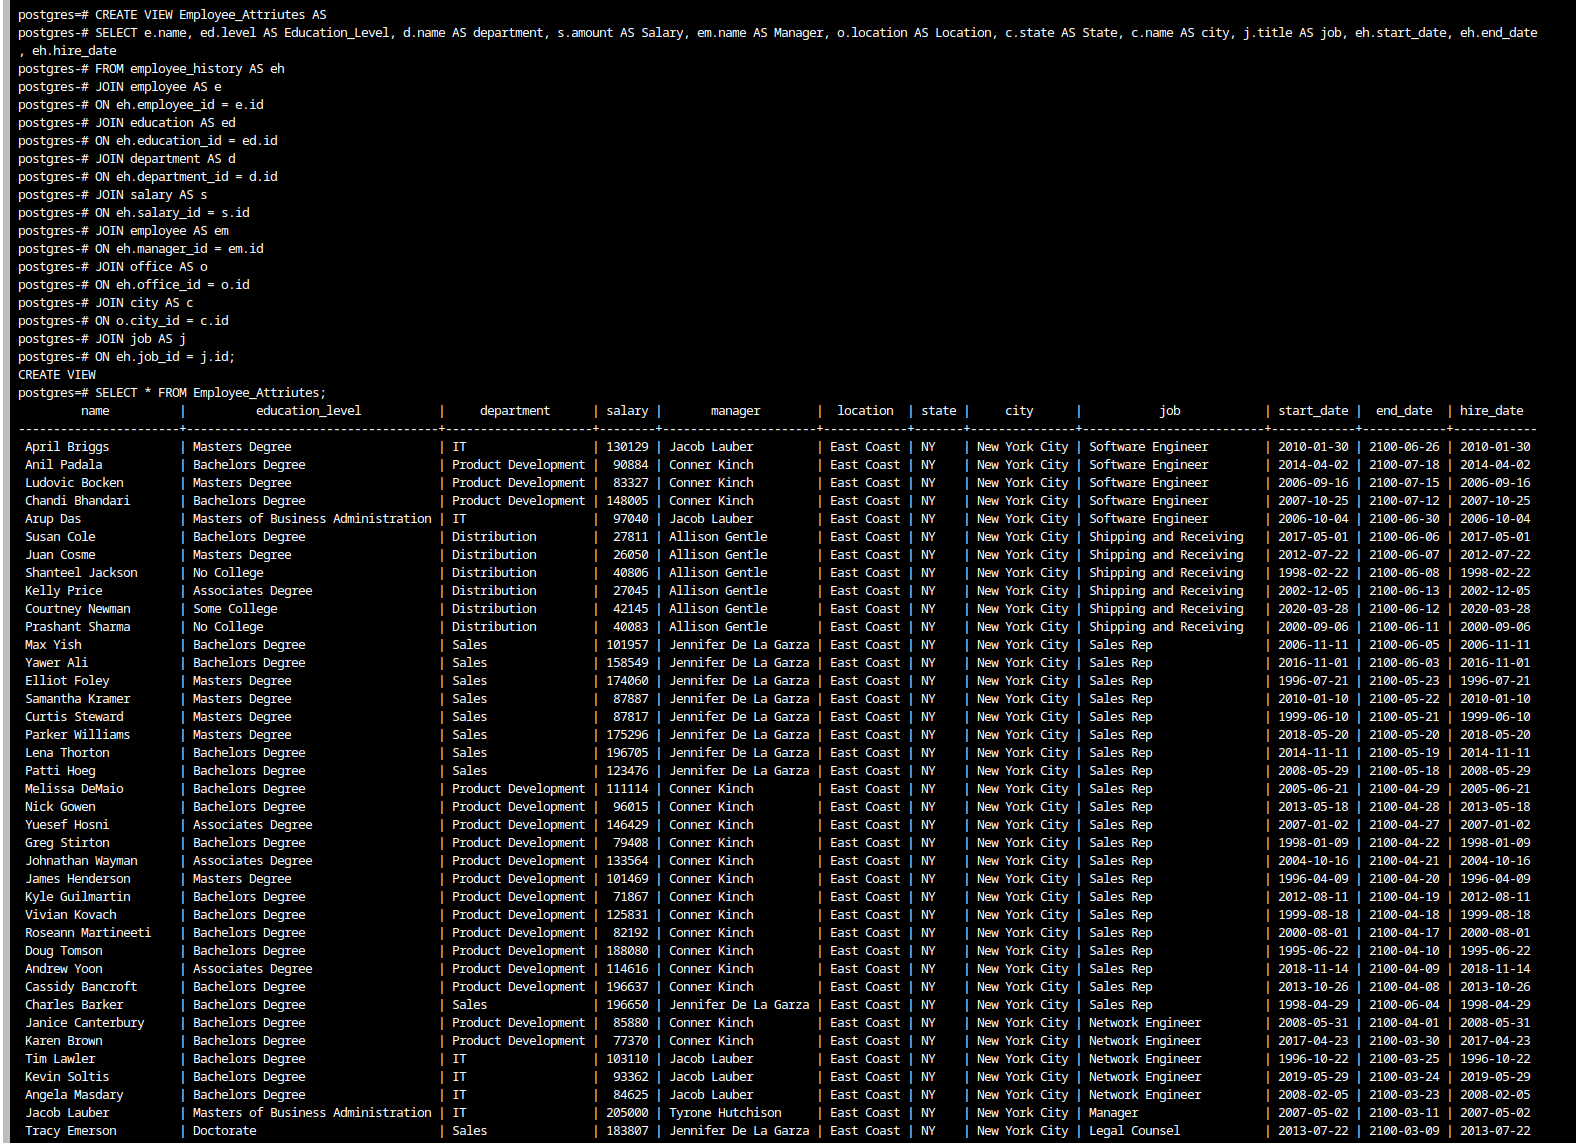 postgres=# CREATE VIEW Employee_Attriutes AS
postgres-# SELECT e.name, ed.level AS Education_Level, d.name AS department, s.amount AS Salary, em.name AS Manager, o.location AS Location, c.state AS State, c.name AS city, j.title AS job, eh.start_date, eh.end_date
, eh.hire_date
postgres-# FROM employee_history AS eh
postgres-# JOIN employee AS e
postgres-# ON eh.employee_id = e.id
postgres-# JOIN education AS ed
postgres-# ON eh.education_id = ed.id
postgres-# JOIN department AS d
postgres-# ON eh.department_id = d.id
postgres-# JOIN salary AS s
postgres-# ON eh.salary_id = s.id
postgres-# JOIN employee AS em
postgres-# ON eh.manager_id = em.id
postgres-# JOIN office AS o
postgres-# ON eh.office_id = o.id
postgres-# JOIN city AS c
postgres-# ON o.city_id = c.id
postgres-# JOIN job AS j
postgres-# ON eh.job_id = j.id;
CREATE VIEW
postgres=# SELECT * FROM Employee_Attriutes;
name | education_level | department | salary | manager | location | state | city | job | start_date | end_date | hire_date
-----------------------+------------------------------------+---------------------+--------+----------------------+------------+-------+---------------+--------------------------+------------+------------+------------
April Briggs | Masters Degree | IT | 130129 | Jacob Lauber | East Coast | NY | New York City | Software Engineer | 2010-01-30 | 2100-06-26 | 2010-01-30
Anil Padala | Bachelors Degree | Product Development | 90884 | Conner Kinch | East Coast | NY | New York City | Software Engineer | 2014-04-02 | 2100-07-18 | 2014-04-02
Ludovic Bocken | Masters Degree | Product Development | 83327 | Conner Kinch | East Coast | NY | New York City | Software Engineer | 2006-09-16 | 2100-07-15 | 2006-09-16
Chandi Bhandari | Bachelors Degree | Product Development | 148005 | Conner Kinch | East Coast | NY | New York City | Software Engineer | 2007-10-25 | 2100-07-12 | 2007-10-25
Arup Das | Masters of Business Administration | IT | 97040 | Jacob Lauber | East Coast | NY | New York City | Software Engineer | 2006-10-04 | 2100-06-30 | 2006-10-04
Susan Cole | Bachelors Degree | Distribution | 27811 | Allison Gentle | East Coast | NY | New York City | Shipping and Receiving | 2017-05-01 | 2100-06-06 | 2017-05-01
Juan Cosme | Masters Degree | Distribution | 26050 | Allison Gentle | East Coast | NY | New York City | Shipping and Receiving | 2012-07-22 | 2100-06-07 | 2012-07-22
Shanteel Jackson | No College | Distribution | 40806 | Allison Gentle | East Coast | NY | New York City | Shipping and Receiving | 1998-02-22 | 2100-06-08 | 1998-02-22
Kelly Price | Associates Degree | Distribution | 27045 | Allison Gentle | East Coast | NY | New York City | Shipping and Receiving | 2002-12-05 | 2100-06-13 | 2002-12-05
Courtney Newman | Some College | Distribution | 42145 | Allison Gentle | East Coast | NY | New York City | Shipping and Receiving | 2020-03-28 | 2100-06-12 | 2020-03-28
Prashant Sharma | No College | Distribution | 40083 | Allison Gentle | East Coast | NY | New York City | Shipping and Receiving | 2000-09-06 | 2100-06-11 | 2000-09-06
Max Yish | Bachelors Degree | Sales | 101957 | Jennifer De La Garza | East Coast | NY | New York City | Sales Rep | 2006-11-11 | 2100-06-05 | 2006-11-11
Yawer Ali | Bachelors Degree | Sales | 158549 | Jennifer De La Garza | East Coast | NY | New York City | Sales Rep | 2016-11-01 | 2100-06-03 | 2016-11-01
Elliot Foley | Masters Degree | Sales | 174060 | Jennifer De La Garza | East Coast | NY | New York City | Sales Rep | 1996-07-21 | 2100-05-23 | 1996-07-21
Samantha Kramer | Masters Degree | Sales | 87887 | Jennifer De La Garza | East Coast | NY | New York City | Sales Rep | 2010-01-10 | 2100-05-22 | 2010-01-10
Curtis Steward | Masters Degree | Sales | 87817 | Jennifer De La Garza | East Coast | NY | New York City | Sales Rep | 1999-06-10 | 2100-05-21 | 1999-06-10
Parker Williams | Masters Degree | Sales | 175296 | Jennifer De La Garza | East Coast | NY | New York City | Sales Rep | 2018-05-20 | 2100-05-20 | 2018-05-20
Lena Thorton | Bachelors Degree | Sales | 196705 | Jennifer De La Garza | East Coast | NY | New York City | Sales Rep | 2014-11-11 | 2100-05-19 | 2014-11-11
Patti Hoeg | Bachelors Degree | Sales | 123476 | Jennifer De La Garza | East Coast | NY | New York City | Sales Rep | 2008-05-29 | 2100-05-18 | 2008-05-29
Melissa DeMaio | Bachelors Degree | Product Development | 111114 | Conner Kinch | East Coast | NY | New York City | Sales Rep | 2005-06-21 | 2100-04-29 | 2005-06-21
Nick Gowen | Bachelors Degree | Product Development | 96015 | Conner Kinch | East Coast | NY | New York City | Sales Rep | 2013-05-18 | 2100-04-28 | 2013-05-18
Yuesef Hosni | Associates Degree | Product Development | 146429 | Conner Kinch | East Coast | NY | New York City | Sales Rep | 2007-01-02 | 2100-04-27 | 2007-01-02
Greg Stirton | Bachelors Degree | Product Development | 79408 | Conner Kinch | East Coast | NY | New York City | Sales Rep | 1998-01-09 | 2100-04-22 | 1998-01-09
Johnathan Wayman | Associates Degree | Product Development | 133564 | Conner Kinch | East Coast | NY | New York City | Sales Rep | 2004-10-16 | 2100-04-21 | 2004-10-16
James Henderson | Masters Degree | Product Development | 101469 | Conner Kinch | East Coast | NY | New York City | Sales Rep | 1996-04-09 | 2100-04-20 | 1996-04-09
Kyle Guilmartin | Bachelors Degree | Product Development | 71867 | Conner Kinch | East Coast | NY | New York City | Sales Rep | 2012-08-11 | 2100-04-19 | 2012-08-11
Vivian Kovach | Bachelors Degree | Product Development | 125831 | Conner Kinch | East Coast | NY | New York City | Sales Rep | 1999-08-18 | 2100-04-18 | 1999-08-18
Roseann Martineeti | Bachelors Degree | Product Development | 82192 | Conner Kinch | East Coast | NY | New York City | Sales Rep | 2000-08-01 | 2100-04-17 | 2000-08-01
Doug Tomson | Bachelors Degree | Product Development | 188080 | Conner Kinch | East Coast | NY | New York City | Sales Rep | 1995-06-22 | 2100-04-10 | 1995-06-22
Andrew Yoon | Associates Degree | Product Development | 114616 | Conner Kinch | East Coast | NY | New York City | Sales Rep | 2018-11-14 | 2100-04-09 | 2018-11-14
Cassidy Bancroft | Bachelors Degree | Product Development | 196637 | Conner Kinch | East Coast | NY | New York City | Sales Rep | 2013-10-26 | 2100-04-08 | 2013-10-26
Charles Barker | Bachelors Degree | Sales | 196650 | Jennifer De La Garza | East Coast | NY | New York City | Sales Rep | 1998-04-29 | 2100-06-04 | 1998-04-29
Janice Canterbury | Bachelors Degree | Product Development | 85880 | Conner Kinch | East Coast | NY | New York City | Network Engineer | 2008-05-31 | 2100-04-01 | 2008-05-31
Karen Brown | Bachelors Degree | Product Development | 77370 | Conner Kinch | East Coast | NY | New York City | Network Engineer | 2017-04-23 | 2100-03-30 | 2017-04-23
Tim Lawler | Bachelors Degree | IT | 103110 | Jacob Lauber | East Coast | NY | New York City | Network Engineer | 1996-10-22 | 2100-03-25 | 1996-10-22
Kevin Soltis | Bachelors Degree | IT | 93362 | Jacob Lauber | East Coast | NY | New York City | Network Engineer | 2019-05-29 | 2100-03-24 | 2019-05-29
Angela Masdary | Bachelors Degree | IT | 84625 | Jacob Lauber | East Coast | NY | New York City | Network Engineer | 2008-02-05 | 2100-03-23 | 2008-02-05
Jacob Lauber | Masters of Business Administration | IT | 205000 | Tyrone Hutchison | East Coast | NY | New York City | Manager | 2007-05-02 | 2100-03-11 | 2007-05-02
Tracy Emerson | Doctorate | Sales | 183807 | Jennifer De La Garza | East Coast | NY | New York City | Legal Counsel | 2013-07-22 | 2100-03-09 | 2013-07-22